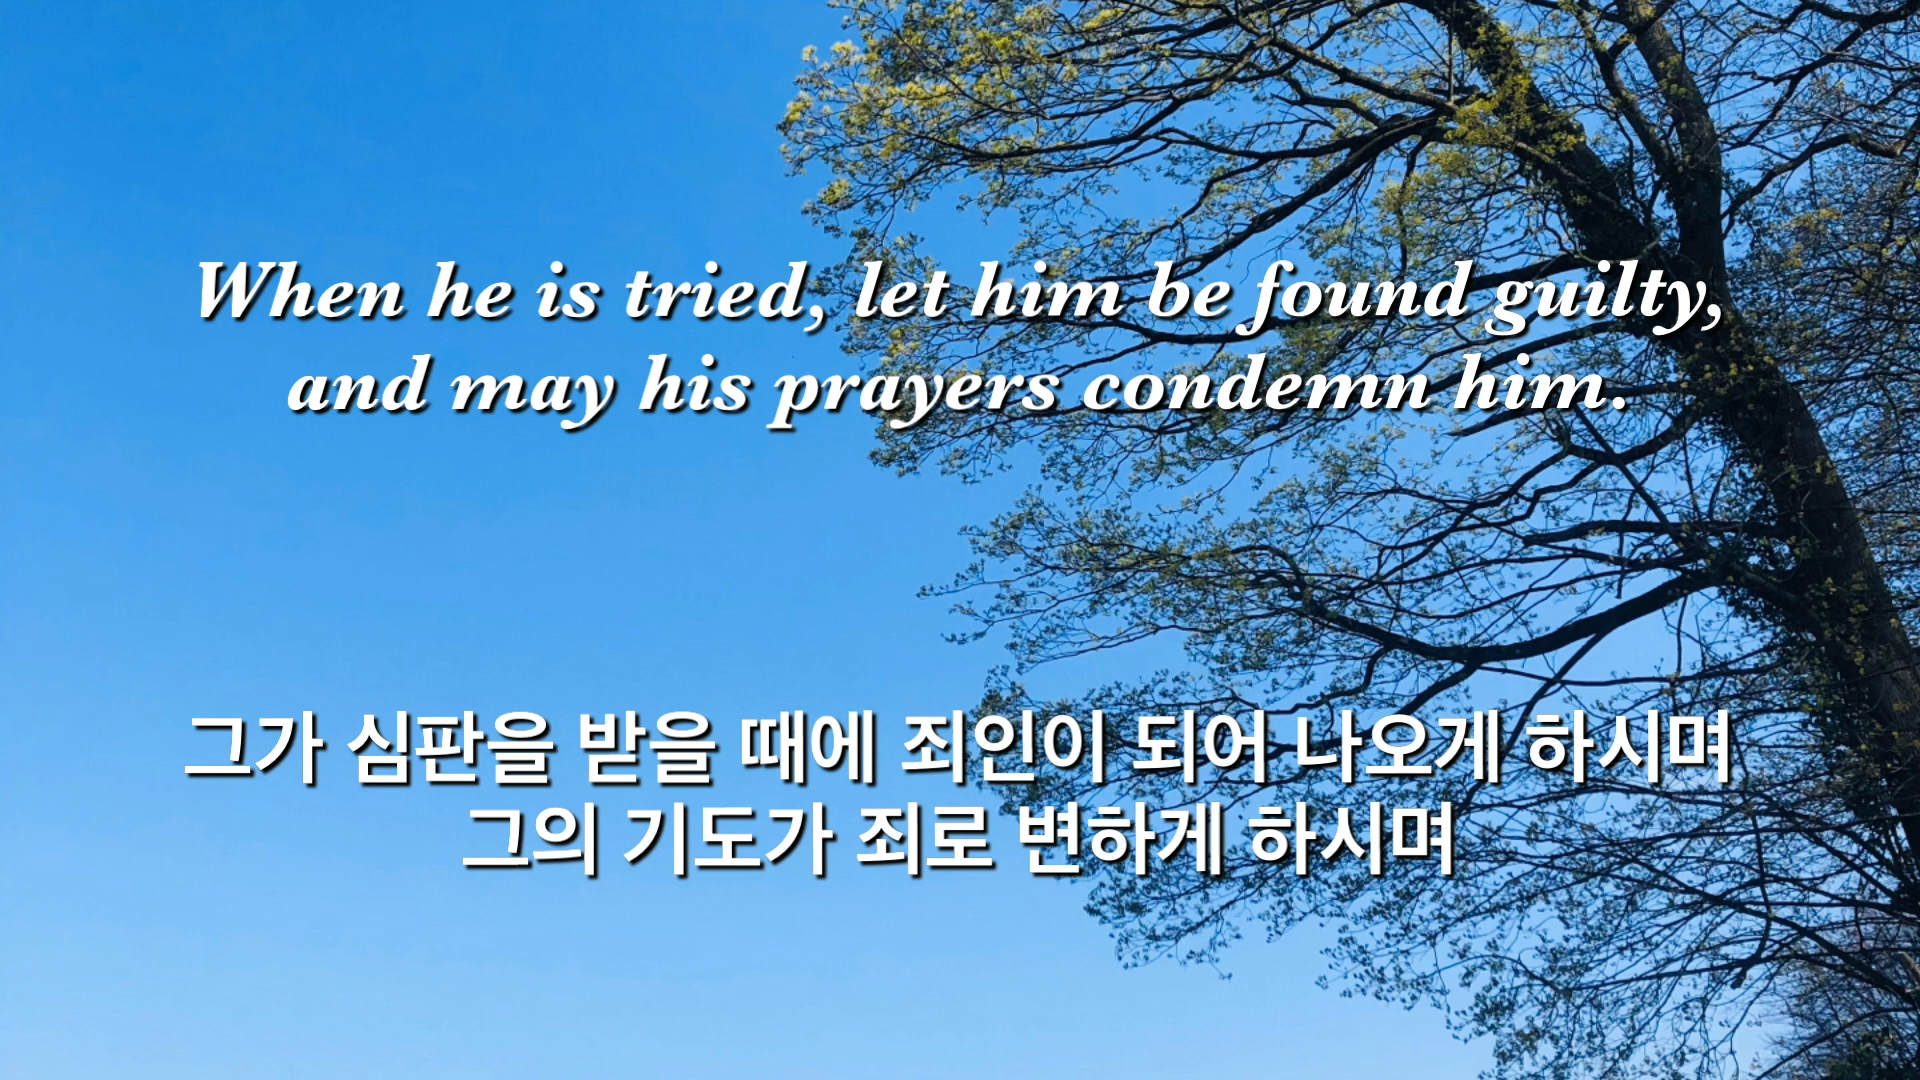 When he is tried, let him be found guilty,
and may his prayers condemn him.
그가 심판을 받을 때에 죄인이 되어 나오게 하시며
그의 기도가 죄로 변하게 하시며